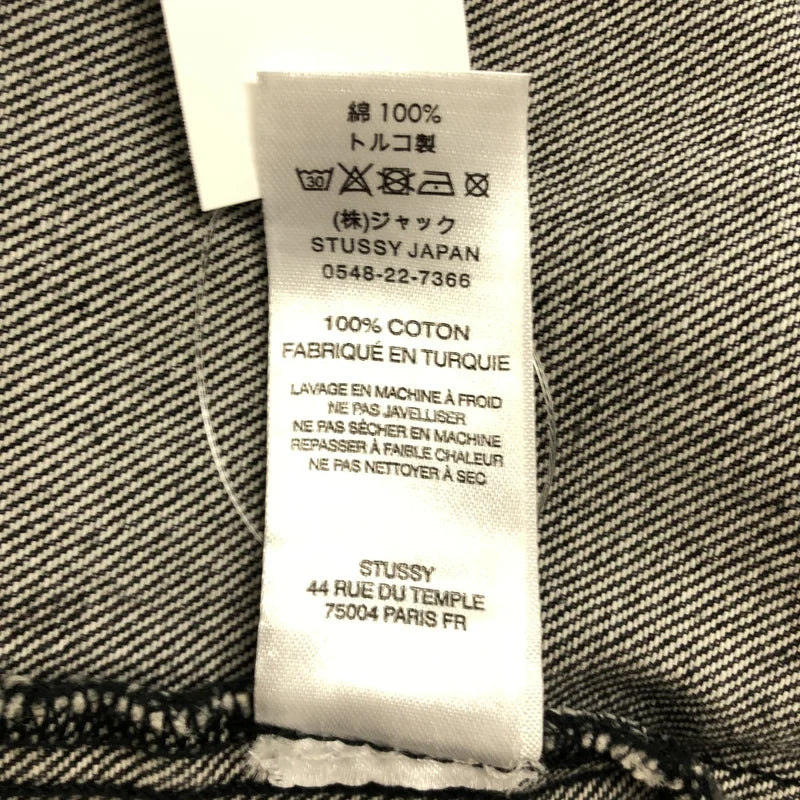 綿 100%
トルコ製
30
(株)ジャック
STUSSY JAPAN
0548-22-7366
100% COTON
FABRIQUÉ EN TURQUIE
LAVAGE EN MACHINE À FROID
NE PAS JAVELLISER
NE PAS SÉCHER EN MACHINE
REPASSER À FAIBLE CHALEUR
NE PAS NETTOYER À SEC
STUSSY
44 RUE DU TEMPLE
75004 PARIS FR